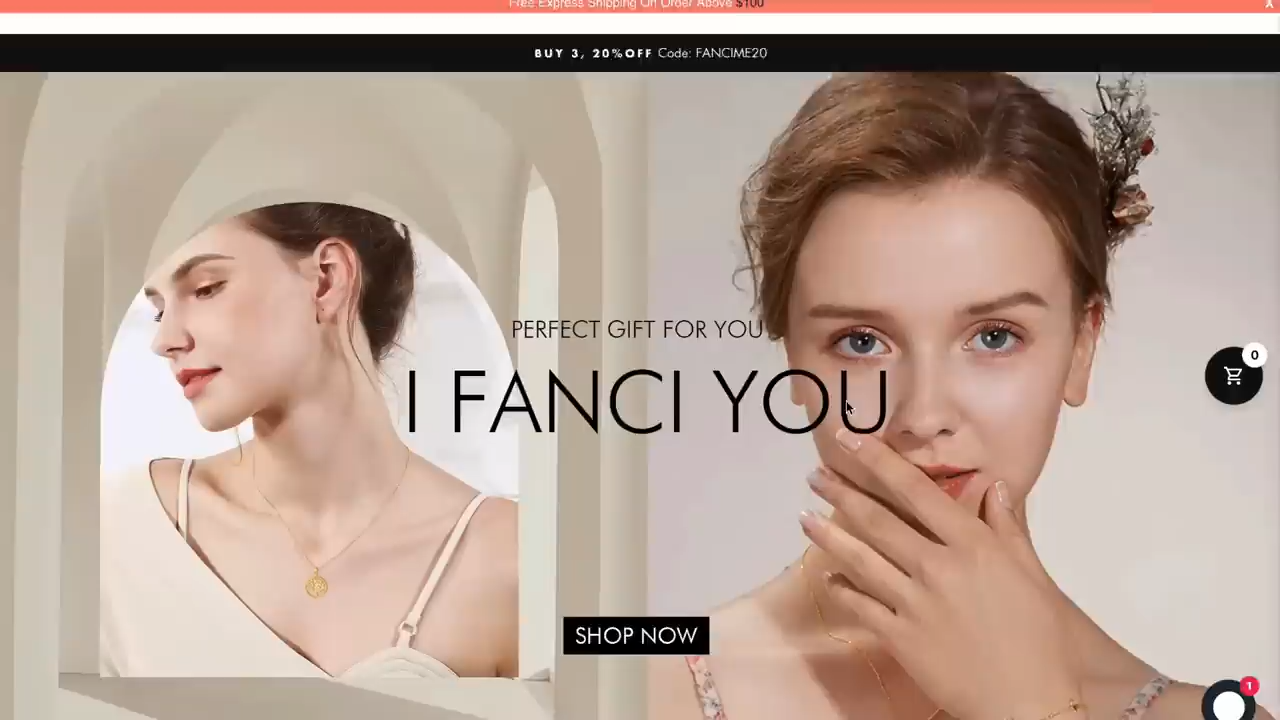 Free Express Shipping On Order Above $100
X
BUY 3, 20%OFF Code: FANCIME20
PERFECT GIFT FOR YOU
I FANCI YOU
0
SHOP NOW
1